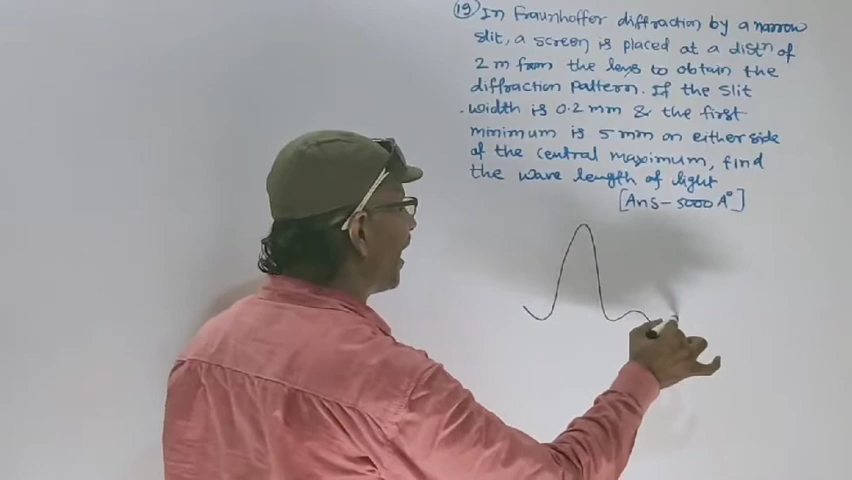 19) In Fraunhoffer diffraction by a narrow
slit, a screen is placed at a distn of
2 m from the lens to obtain the
diffraction pattern. If the slit
width is 0.2 mm & the first
minimum is 5 mm on either side
of the central maximum, find
the wave length of light
[Ans - 5000 A°]